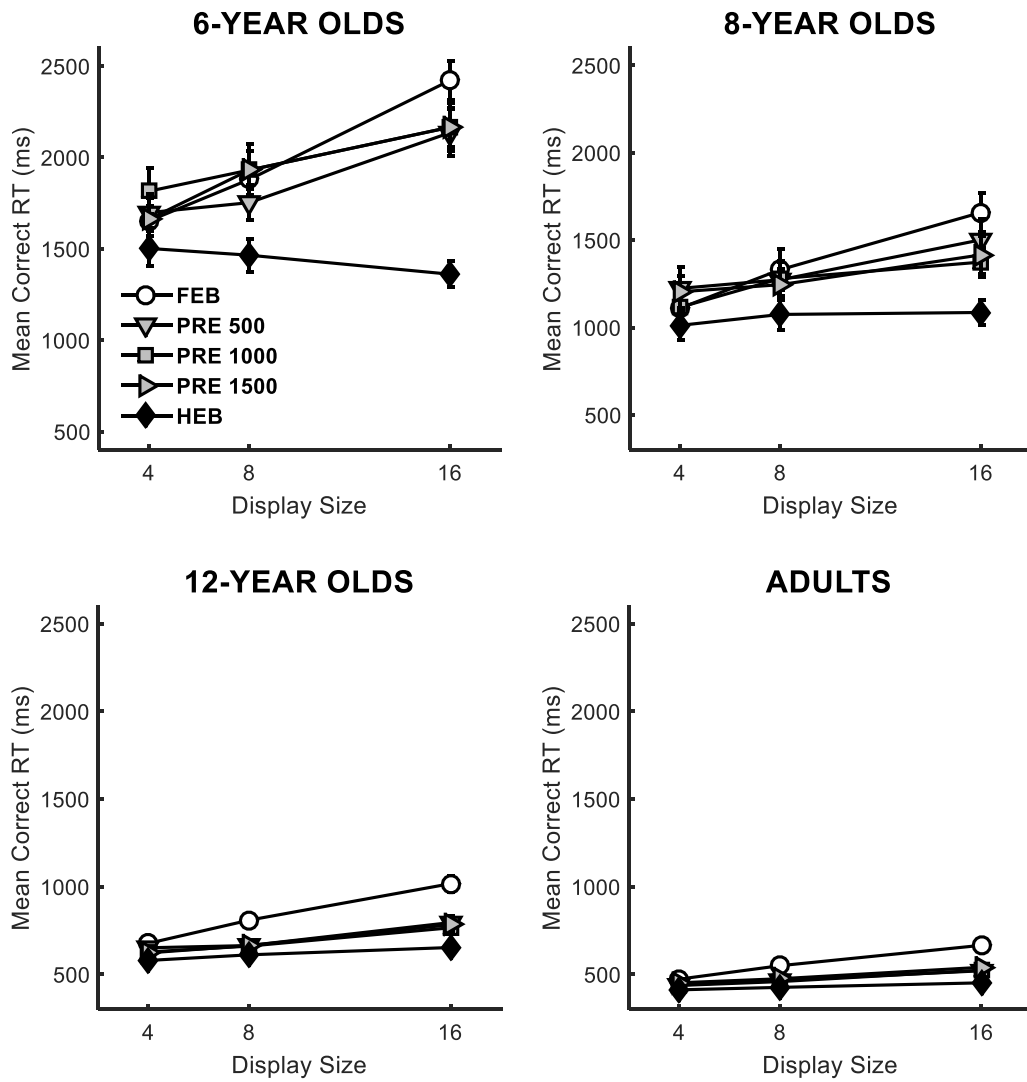 6-YEAR OLDS
2500
2000
1500
1000
500
Mean Correct RT (ms)
FEB
PRE 500
PRE 1000
PRE 1500
HEB
4 8 16
Display Size
8-YEAR OLDS
2500
2000
1500
1000
500
Mean Correct RT (ms)
4 8 16
Display Size
12-YEAR OLDS
2500
2000
1500
1000
500
Mean Correct RT (ms)
4 8 16
Display Size
ADULTS
2500
2000
1500
1000
500
Mean Correct RT (ms)
4 8 16
Display Size